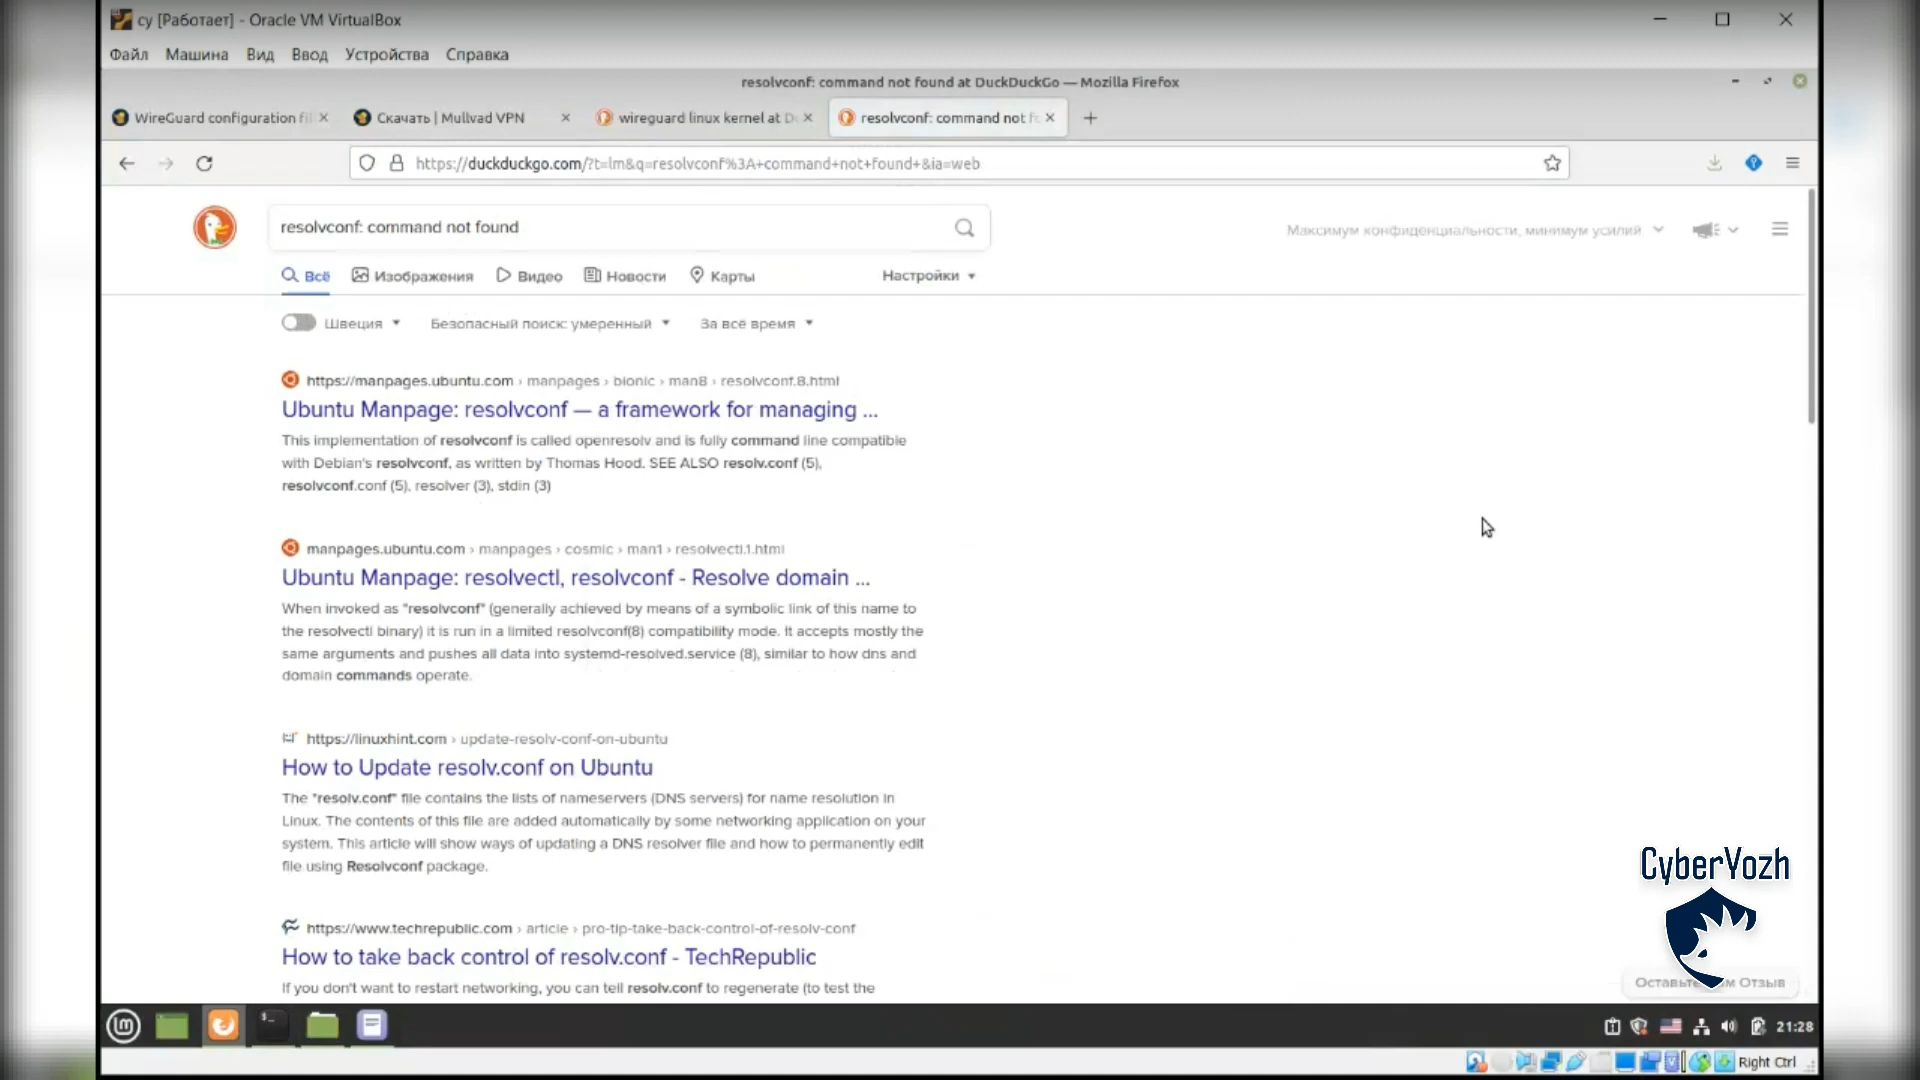 су [Работает] - Oracle VM VirtualBox
Файл Машина Вид Ввод Устройства Справка
resolvconf: command not found at DuckDuckGo — Mozilla Firefox
WireGuard configuration fil
Скачать | Mullvad VPN
wireguard linux kernel at D
resolvconf: command not f
https://duckduckgo.com/?t=lm&q=resolvconf%3A+command+not+found+&ia=web
resolvconf: command not found
Максимум конфиденциальности, минимум усилий
Всё Изображения Видео Новости Карты Настройки
Швеция Безопасный поиск: умеренный За всё время
https://manpages.ubuntu.com › manpages › bionic › man8 › resolvconf.8.html
Ubuntu Manpage: resolvconf — a framework for managing ...
This implementation of resolvconf is called openresolv and is fully command line compatible
with Debian's resolvconf, as written by Thomas Hood. SEE ALSO resolv.conf (5),
resolvconf.conf (5), resolver (3), stdin (3)
manpages.ubuntu.com › manpages › cosmic › man1 › resolvectl.1.html
Ubuntu Manpage: resolvectl, resolvconf - Resolve domain ...
When invoked as "resolvconf" (generally achieved by means of a symbolic link of this name to
the resolvectl binary) it is run in a limited resolvconf(8) compatibility mode. It accepts mostly the
same arguments and pushes all data into systemd-resolved.service (8), similar to how dns and
domain commands operate.
https://linuxhint.com › update-resolv-conf-on-ubuntu
How to Update resolv.conf on Ubuntu
The "resolv.conf" file contains the lists of nameservers (DNS servers) for name resolution in
Linux. The contents of this file are added automatically by some networking application on your
system. This article will show ways of updating a DNS resolver file and how to permanently edit
file using Resolvconf package.
https://www.techrepublic.com › article › pro-tip-take-back-control-of-resolv-conf
How to take back control of resolv.conf - TechRepublic
If you don't want to restart networking, you can tell resolv.conf to regenerate (to test the
CyberYozh
Отзыв
21:28
Right Ctrl